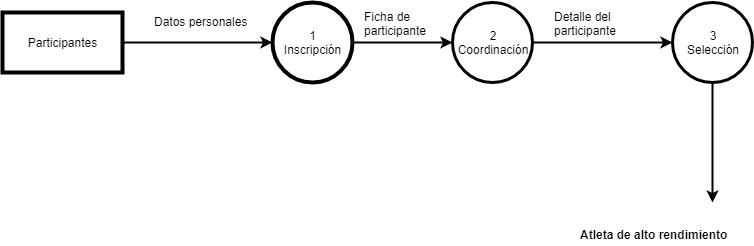 Participantes
Datos personales
1
Inscripción
Ficha de
participante
2
Coordinación
Detalle del
participante
3
Selección
Atleta de alto rendimiento